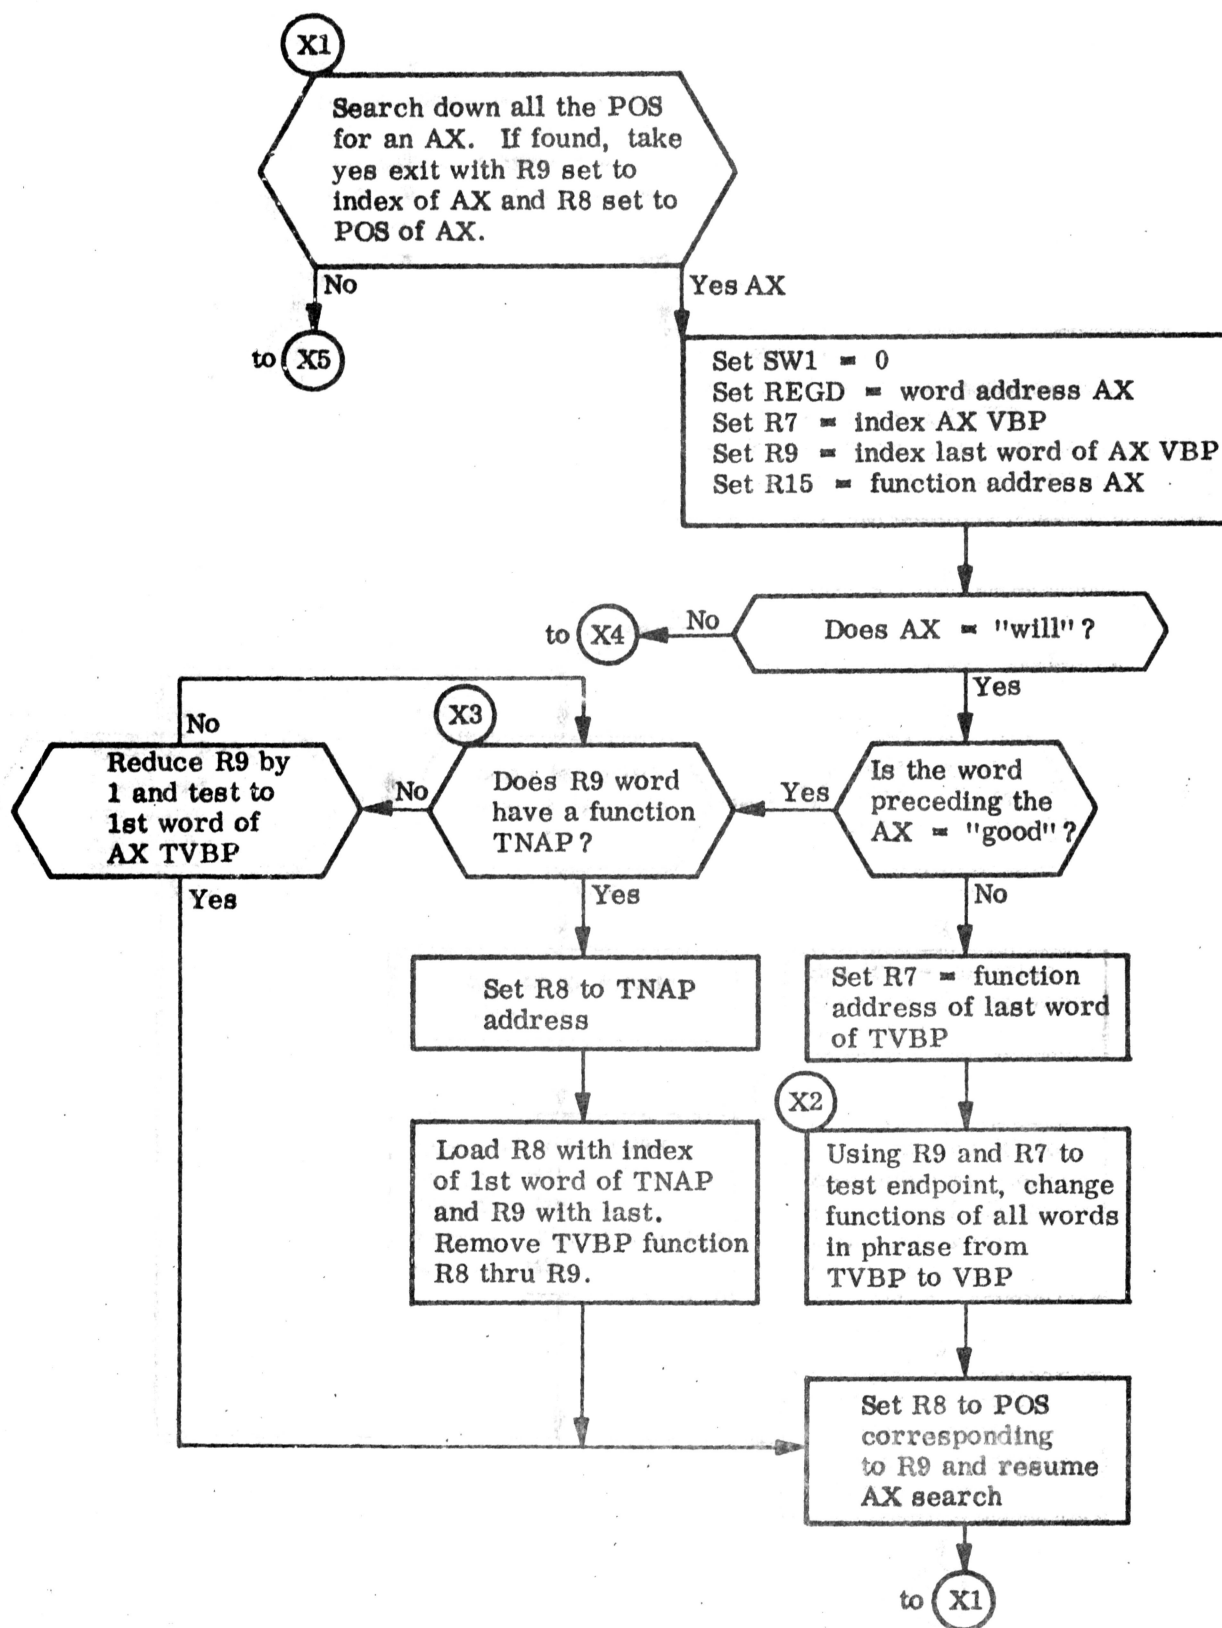 X1
Search down all the POS
for an AX. If found, take
yes exit with R9 set to
index of AX and R8 set to
POS of AX.
No
Yes AX
to X5
Set SW1 = 0
Set REGD = word address AX
Set R7 = index AX VBP
Set R9 = index last word of AX VBP
Set R15 = function address AX
to X4
No
Does AX = "will"?
Yes
No
X3
Reduce R9 by
1 and test to
1st word of
AX TVBP
No
Does R9 word
have a function
TNAP?
Yes
Is the word
preceding the
AX = "good"?
Yes
Yes
No
Set R8 to TNAP
address
Set R7 = function
address of last word
of TVBP
X2
Load R8 with index
of 1st word of TNAP
and R9 with last.
Remove TVBP function
R8 thru R9.
Using R9 and R7 to
test endpoint, change
functions of all words
in phrase from
TVBP to VBP
Set R8 to POS
corresponding
to R9 and resume
AX search
to X1